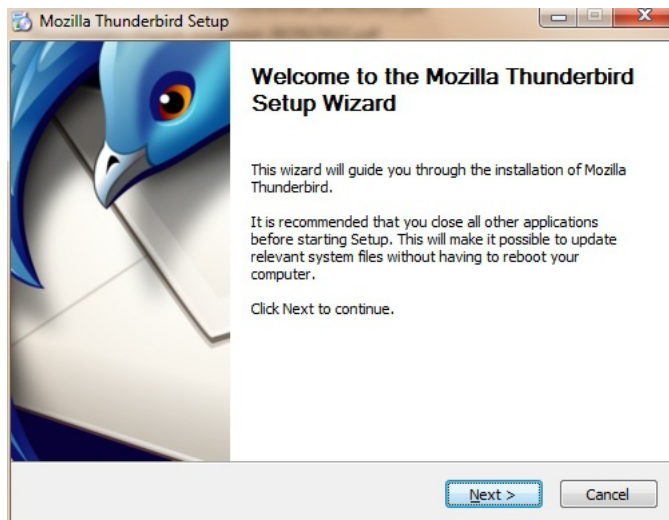 Mozilla Thunderbird Setup
Welcome to the Mozilla Thunderbird
Setup Wizard
This wizard will guide you through the installation of Mozilla
Thunderbird.
It is recommended that you close all other applications
before starting Setup. This will make it possible to update
relevant system files without having to reboot your
computer.
Click Next to continue.
Next >
Cancel